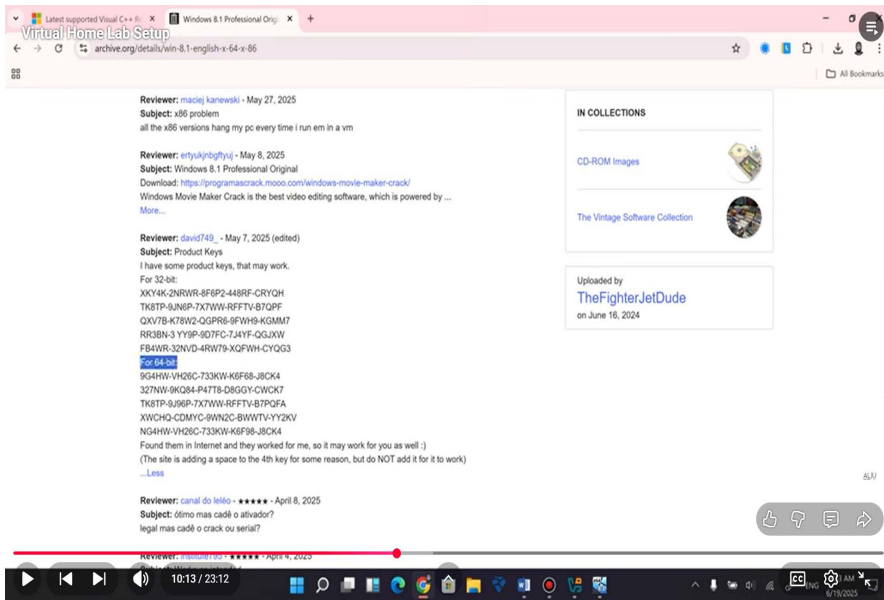 Latest supported Visual C++ R
Windows 8.1 Professional Orig
Virtual Home Lab Setup
archive.org/details/win-8.1-english-x-64-x-86
All Bookmarks
Reviewer: maciej kanewski - May 27, 2025
Subject: x86 problem
all the x86 versions hang my pc every time i run em in a vm
Reviewer: ertyukjnbgftyuj - May 8, 2025
Subject: Windows 8.1 Professional Original
Download: https://programascrack.mooo.com/windows-movie-maker-crack/
Windows Movie Maker Crack is the best video editing software, which is powered by ...
More...
Reviewer: david749_ - May 7, 2025 (edited)
Subject: Product Keys
I have some product keys, that may work.
For 32-bit:
XKY4K-2NRWR-8F6P2-448RF-CRYQH
TK8TP-9JN6P-7X7WW-RFFTV-B7QPF
QXV7B-K78W2-QGPR6-9FWH9-KGMM7
RR3BN-3 YY9P-9D7FC-7J4YF-QGJXW
FB4WR-32NVD-4RW79-XQFWH-CYQG3
For 64-bit:
9G4HW-VH26C-733KW-K6F68-J8CK4
327NW-9KQ84-P47T8-D8GGY-CWCK7
TK8TP-9J96P-7X7WW-RFFTV-B7PQFA
XWCHQ-CDMYC-9WN2C-BWWTV-YY2KV
NG4HW-VH26C-733KW-K6F98-J8CK4
Found them in Internet and they worked for me, so it may work for you as well :)
(The site is adding a space to the 4th key for some reason, but do NOT add it for it to work)
...Less
Reviewer: canal do leléo - ★★★★★ - April 8, 2025
Subject: ótimo mas cadê o ativador?
legal mas cadê o crack ou serial?
IN COLLECTIONS
CD-ROM Images
The Vintage Software Collection
Uploaded by
TheFighterJetDude
on June 16, 2024
Reviewer: institute795 - ★★★★★ - April 4, 2025
10:13 / 23:12
CC
ENG
AM
6/19/2025